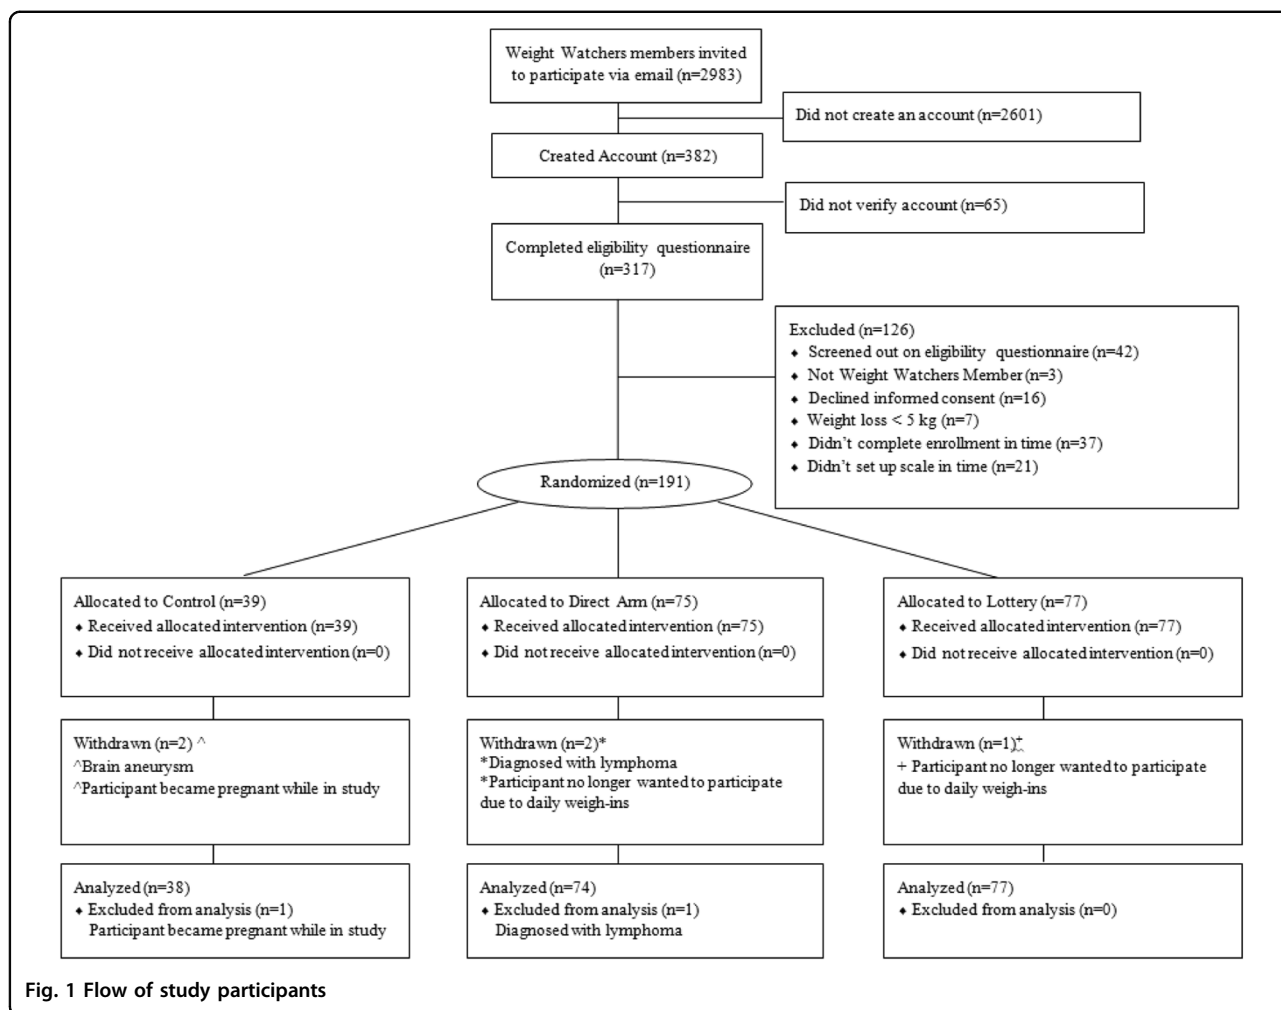 Weight Watchers members invited
to participate via email (n=2983)
Did not create an account (n=2601)
Created Account (n=382)
Did not verify account (n=65)
Completed eligibility questionnaire
(n=317)
Excluded (n=126)
♦ Screened out on eligibility questionnaire (n=42)
♦ Not Weight Watchers Member (n=3)
♦ Declined informed consent (n=16)
♦ Weight loss < 5 kg (n=7)
♦ Didn’t complete enrollment in time (n=37)
♦ Didn’t set up scale in time (n=21)
Randomized (n=191)
Allocated to Control (n=39)
♦ Received allocated intervention (n=39)
♦ Did not receive allocated intervention (n=0)
Allocated to Direct Arm (n=75)
♦ Received allocated intervention (n=75)
♦ Did not receive allocated intervention (n=0)
Allocated to Lottery (n=77)
♦ Received allocated intervention (n=77)
♦ Did not receive allocated intervention (n=0)
Withdrawn (n=2) ^
^Brain aneurysm
^Participant became pregnant while in study
Withdrawn (n=2)*
*Diagnosed with lymphoma
*Participant no longer wanted to participate
due to daily weigh-ins
Withdrawn (n=1)+
+ Participant no longer wanted to participate
due to daily weigh-ins
Analyzed (n=38)
♦ Excluded from analysis (n=1)
Participant became pregnant while in study
Analyzed (n=74)
♦ Excluded from analysis (n=1)
Diagnosed with lymphoma
Analyzed (n=77)
♦ Excluded from analysis (n=0)
Fig. 1 Flow of study participants